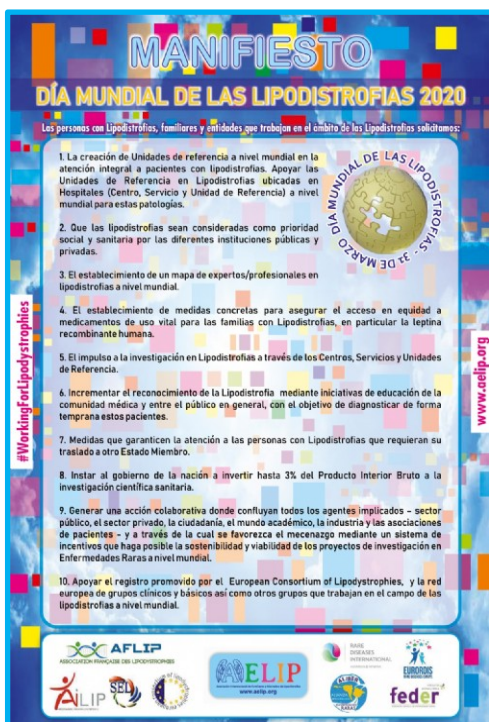 MANIFIESTO
DÍA MUNDIAL DE LAS LIPODISTROFIAS 2020
Las personas con Lipodistrofias, familiares y entidades que trabajan en el ámbito de las Lipodistrofias solicitamos:
1. La creación de Unidades de referencia a nivel mundial en la
atención integral a pacientes con lipodistrofias. Apoyar las
Unidades de Referencia en Lipodistrofias ubicadas en
Hospitales (Centro, Servicio y Unidad de Referencia) a nivel
mundial para estas patologías.
2. Que las lipodistrofias sean consideradas como prioridad
social y sanitaria por las diferentes instituciones públicas y
privadas.
3. El establecimiento de un mapa de expertos/profesionales en
lipodistrofias a nivel mundial.
DÍA MUNDIAL DE LAS LIPODISTROFIAS - 31 DE MARZO
4. El establecimiento de medidas concretas para asegurar el acceso en equidad a
medicamentos de uso vital para las familias con Lipodistrofias, en particular la leptina
recombinante humana.
5. El impulso a la investigación en Lipodistrofias a través de los Centros, Servicios y Unidades
de Referencia.
6. Incrementar el reconocimiento de la Lipodistrofia mediante iniciativas de educación de la
comunidad médica y entre el público en general, con el objetivo de diagnosticar de forma
temprana estos pacientes.
7. Medidas que garanticen la atención a las personas con Lipodistrofias que requieran su
traslado a otro Estado Miembro.
8. Instar al gobierno de la nación a invertir hasta 3% del Producto Interior Bruto a la
investigación científica sanitaria.
9. Generar una acción colaborativa donde confluyan todos los agentes implicados – sector
público, el sector privado, la ciudadanía, el mundo académico, la industria y las asociaciones
de pacientes – y a través de la cual se favorezca el mecenazgo mediante un sistema de
incentivos que haga posible la sostenibilidad y viabilidad de los proyectos de investigación en
Enfermedades Raras a nivel mundial.
10. Apoyar el registro promovido por el European Consortium of Lipodystrophies, y la red
europea de grupos clínicos y básicos así como otros grupos que trabajan en el campo de las
lipodistrofias a nivel mundial.
#WorkingForLipodystrophies
www.aelip.org
AFLIP
ASSOCIATION FRANÇAISE DES LIPODYSTROPHIES
AILIP
SEL
AELIP
www.aelip.org
RARE
DISEASES
INTERNATIONAL
EURORDIS
feder